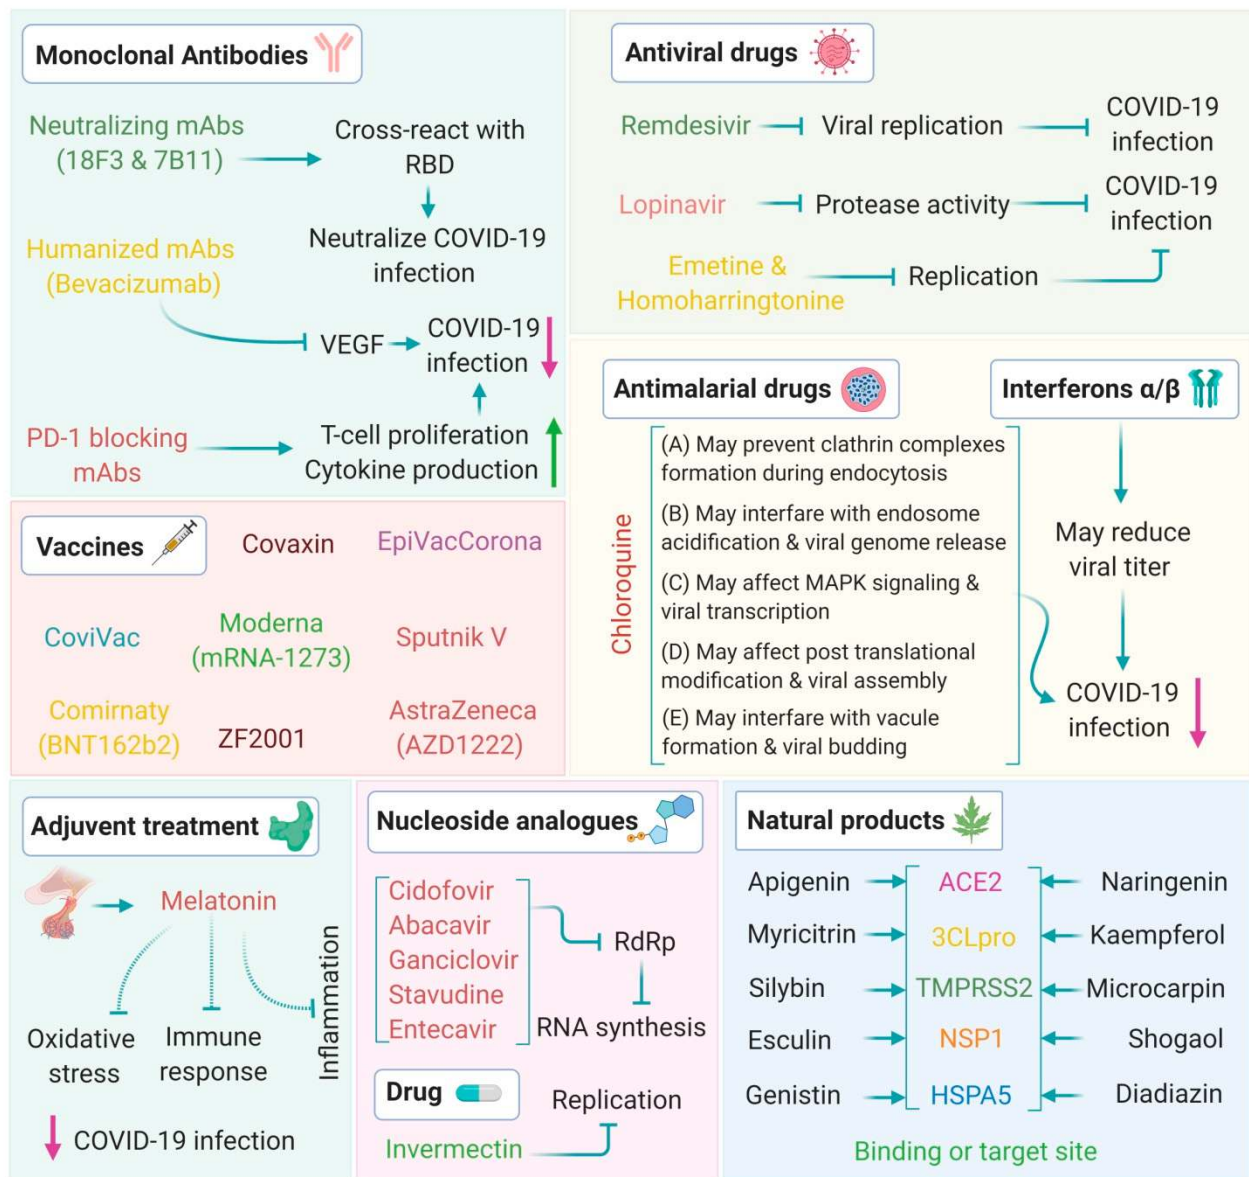 Monoclonal Antibodies
Neutralizing mAbs
(18F3 & 7B11)
Cross-react with
RBD
Neutralize COVID-19
infection
Humanized mAbs
(Bevacizumab)
VEGF
COVID-19
infection
PD-1 blocking
mAbs
T-cell proliferation
Cytokine production
Antiviral drugs
Remdesivir
Viral replication
COVID-19
infection
Lopinavir
Protease activity
COVID-19
infection
Emetine &
Homoharringtonine
Replication
Antimalarial drugs
Chloroquine
(A) May prevent clathrin complexes
formation during endocytosis
(B) May interfare with endosome
acidification & viral genome release
(C) May affect MAPK signaling &
viral transcription
(D) May affect post translational
modification & viral assembly
(E) May interfere with vacule
formation & viral budding
Interferons α/β
May reduce
viral titer
COVID-19
infection
Vaccines
Covaxin
EpiVacCorona
CoviVac
Moderna
(mRNA-1273)
Sputnik V
Comirnaty
(BNT162b2)
ZF2001
AstraZeneca
(AZD1222)
Adjuvent treatment
Melatonin
Oxidative
stress
Immune
response
Inflammation
COVID-19 infection
Nucleoside analogues
Cidofovir
Abacavir
Ganciclovir
Stavudine
Entecavir
RdRp
RNA synthesis
Drug
Replication
Invermectin
Natural products
Apigenin ACE2 Naringenin
Myricitrin 3CLpro Kaempferol
Silybin TMPRSS2 Microcarpin
Esculin NSP1 Shogaol
Genistin HSPA5 Diadiazin
Binding or target site